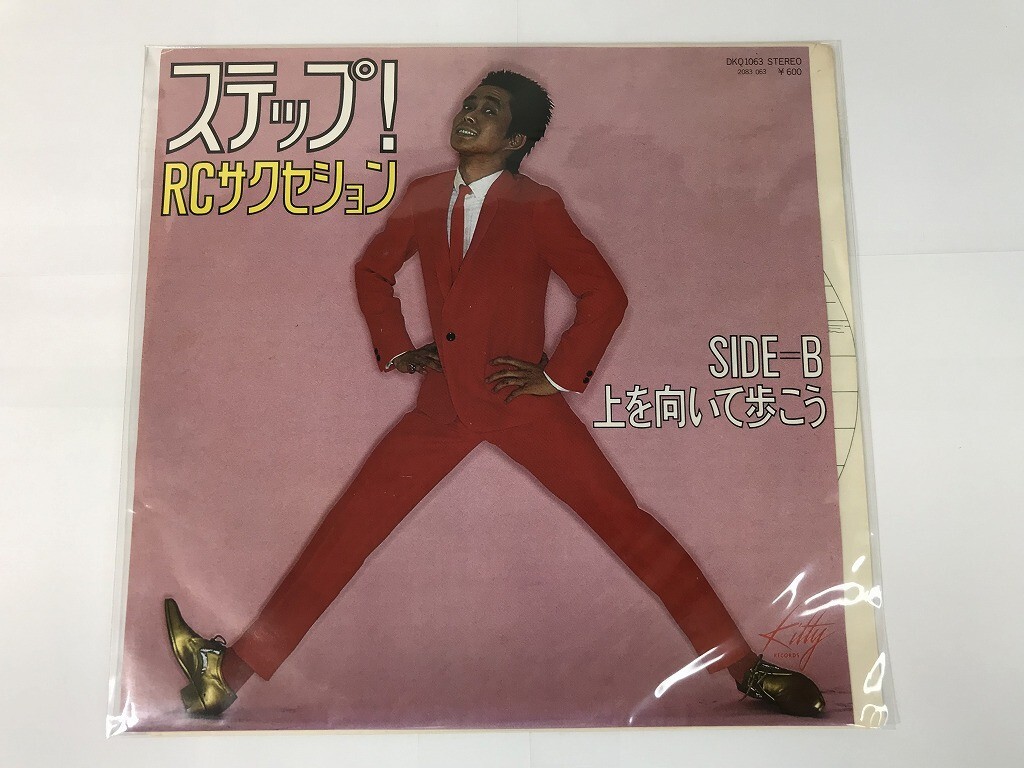 ステップ!
RCサクセション
DKQ1063 STEREO
2083 063 ¥600
SIDE=B
上を向いて歩こう
Kitty
RECORDS